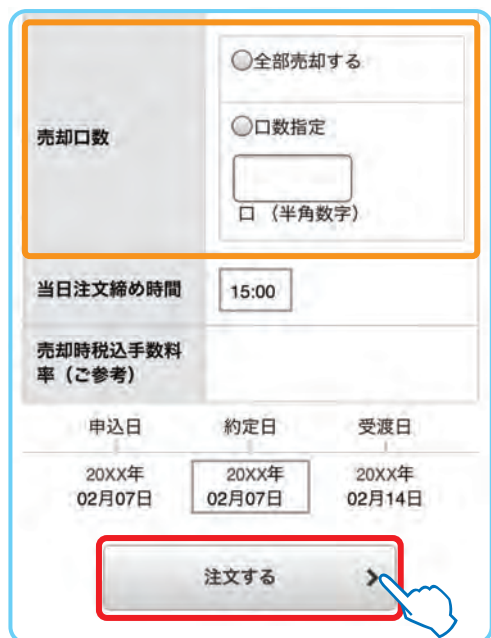 全部売却する
売却口数
口数指定
口 （半角数字）
当日注文締め時間
15:00
売却時税込手数料
率（ご参考）
申込日 約定日 受渡日
20XX年 20XX年 20XX年
02月07日 02月07日 02月14日
注文する